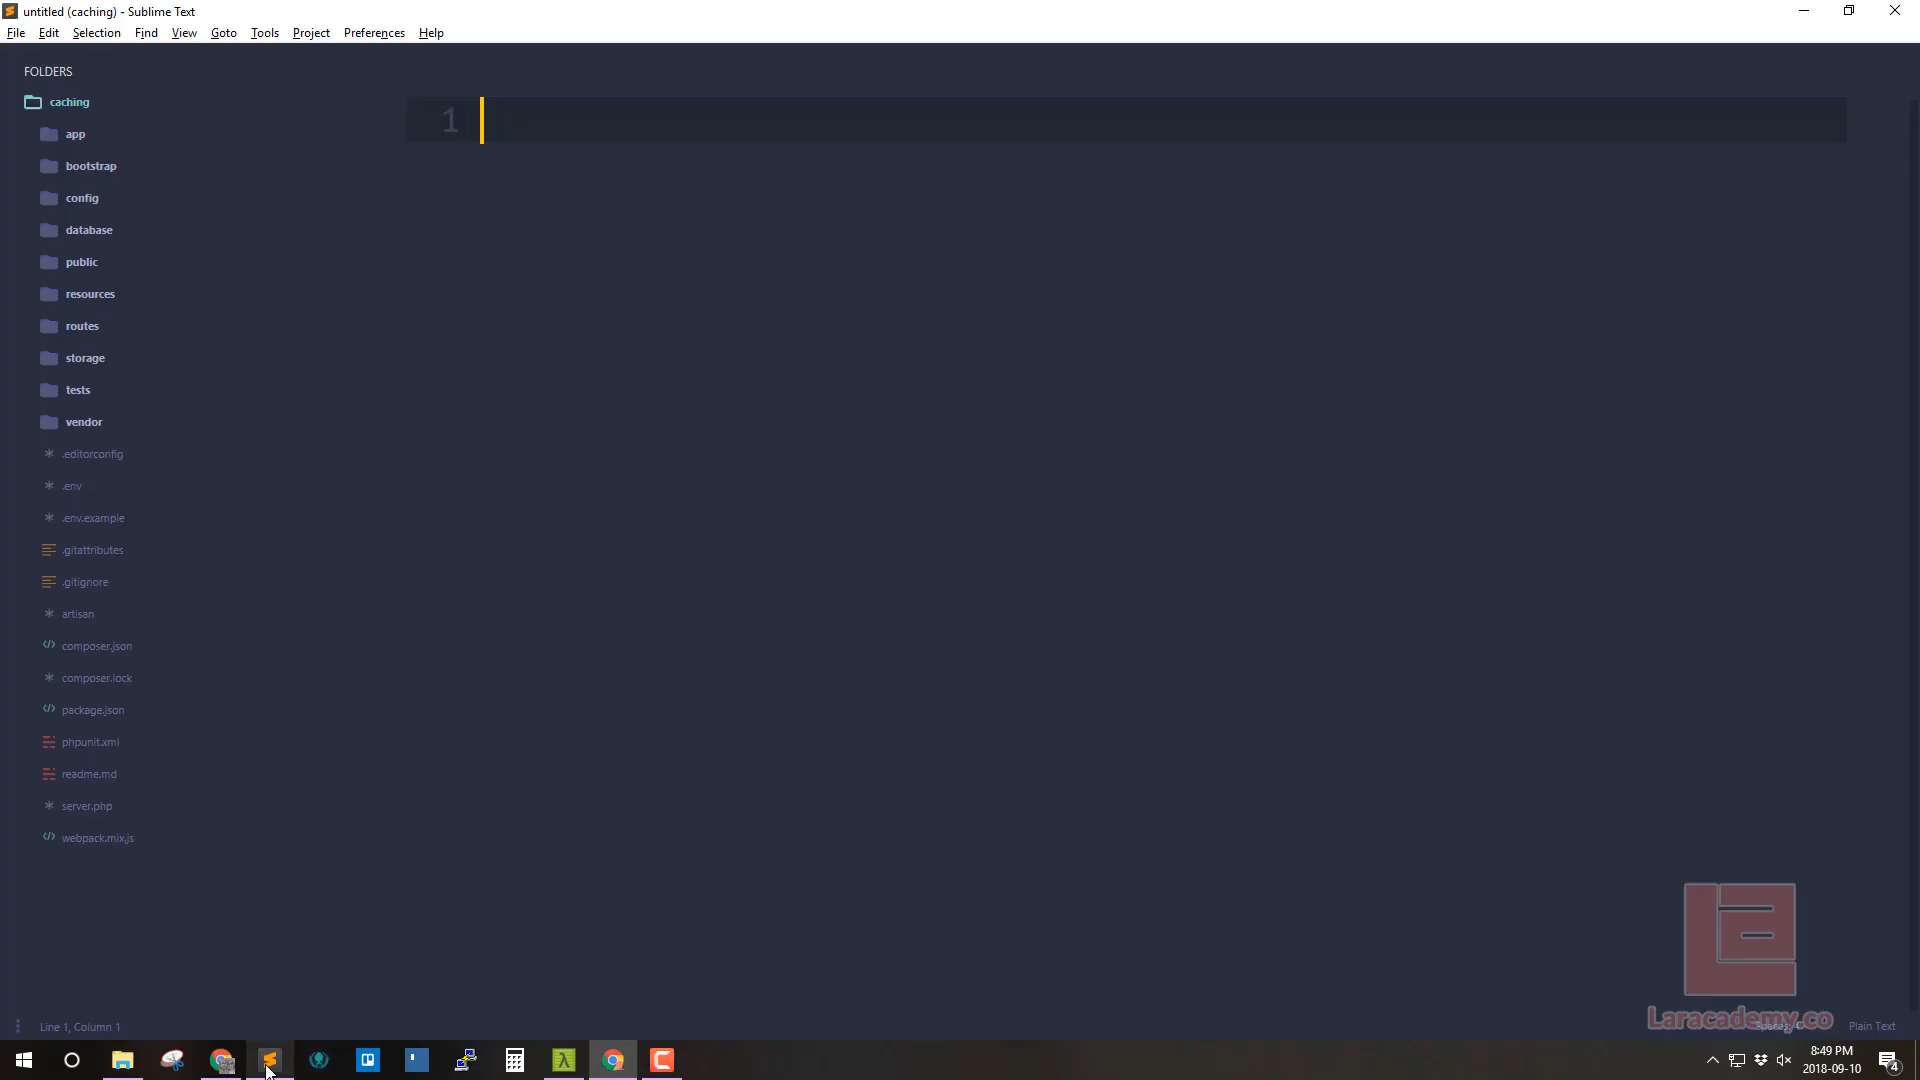 untitled (caching) - Sublime Text
File Edit Selection Find View Goto Tools Project Preferences Help
FOLDERS
caching
app
bootstrap
config
database
public
resources
routes
storage
tests
vendor
.editorconfig
.env
.env.example
.gitattributes
.gitignore
artisan
composer.json
composer.lock
package.json
phpunit.xml
readme.md
server.php
webpack.mix.js
1
Laracademy.co
Line 1, Column 1
Plain Text
8:49 PM
2018-09-10
4